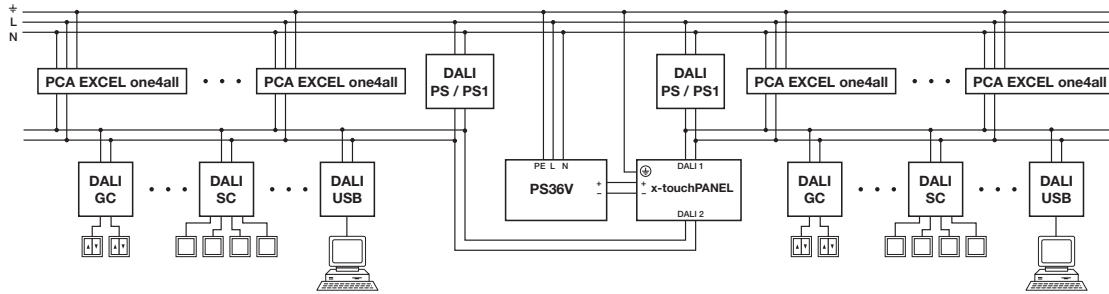 ⏚
L
N
PCA EXCEL one4all
PCA EXCEL one4all
DALI
PS / PS1
DALI
PS / PS1
PCA EXCEL one4all
PCA EXCEL one4all
DALI
GC
DALI
SC
DALI
USB
PE L N
PS36V
+
−
DALI 1
+
−
x-touchPANEL
DALI 2
DALI
GC
DALI
SC
DALI
USB